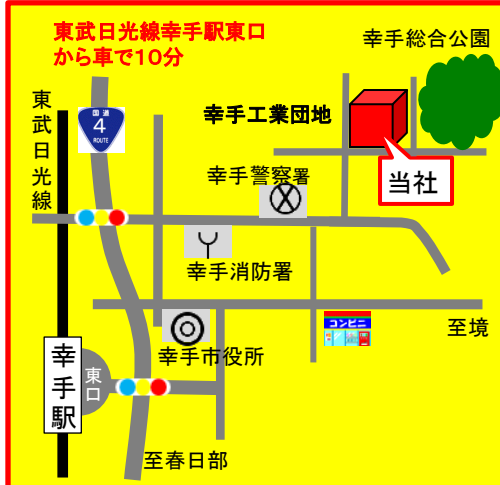 東武日光線幸手駅東口
から車で10分
幸手総合公園
東武日光線
国道
4
ROUTE
幸手工業団地
当社
幸手警察署
幸手消防署
コンビニ
至境
幸手市役所
幸手駅
東口
至春日部